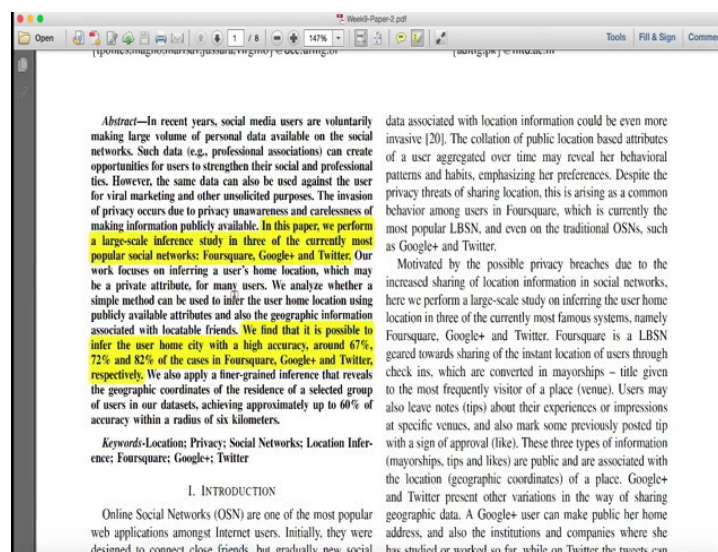 Week9-Paper-2.pdf
Open
1
/ 8
147%
Tools
Fill & Sign
Comme
Abstract—In recent years, social media users are voluntarily
making large volume of personal data available on the social
networks. Such data (e.g., professional associations) can create
opportunities for users to strengthen their social and professional
ties. However, the same data can also be used against the user
for viral marketing and other unsolicited purposes. The invasion
of privacy occurs due to privacy unawareness and carelessness of
making information publicly available. In this paper, we perform
a large-scale inference study in three of the currently most
popular social networks: Foursquare, Google+ and Twitter. Our
work focuses on inferring a user's home location, which may
be a private attribute, for many users. We analyze whether a
simple method can be used to infer the user home location using
publicly available attributes and also the geographic information
associated with locatable friends. We find that it is possible to
infer the user home city with a high accuracy, around 67%,
72% and 82% of the cases in Foursquare, Google+ and Twitter,
respectively. We also apply a finer-grained inference that reveals
the geographic coordinates of the residence of a selected group
of users in our datasets, achieving approximately up to 60% of
accuracy within a radius of six kilometers.
Keywords-Location; Privacy; Social Networks; Location Infer-
ence; Foursquare; Google+; Twitter
I. INTRODUCTION
Online Social Networks (OSN) are one of the most popular
web applications amongst Internet users. Initially, they were
designed to connect close friends, but gradually new social
data associated with location information could be even more
invasive [20]. The collation of public location based attributes
of a user aggregated over time may reveal her behavioral
patterns and habits, emphasizing her preferences. Despite the
privacy threats of sharing location, this is arising as a common
behavior among users in Foursquare, which is currently the
most popular LBSN, and even on the traditional OSNs, such
as Google+ and Twitter.
Motivated by the possible privacy breaches due to the
increased sharing of location information in social networks,
here we perform a large-scale study on inferring the user home
location in three of the currently most famous systems, namely
Foursquare, Google+ and Twitter. Foursquare is a LBSN
geared towards sharing of the instant location of users through
check ins, which are converted in mayorships – title given
to the most frequently visitor of a place (venue). Users may
also leave notes (tips) about their experiences or impressions
at specific venues, and also mark some previously posted tip
with a sign of approval (like). These three types of information
(mayorships, tips and likes) are public and are associated with
the location (geographic coordinates) of a place. Google+
and Twitter present other variations in the way of sharing
geographic data. A Google+ user can make public her home
address, and also the institutions and companies where she
has studied or worked so far, while on Twitter the tweets can